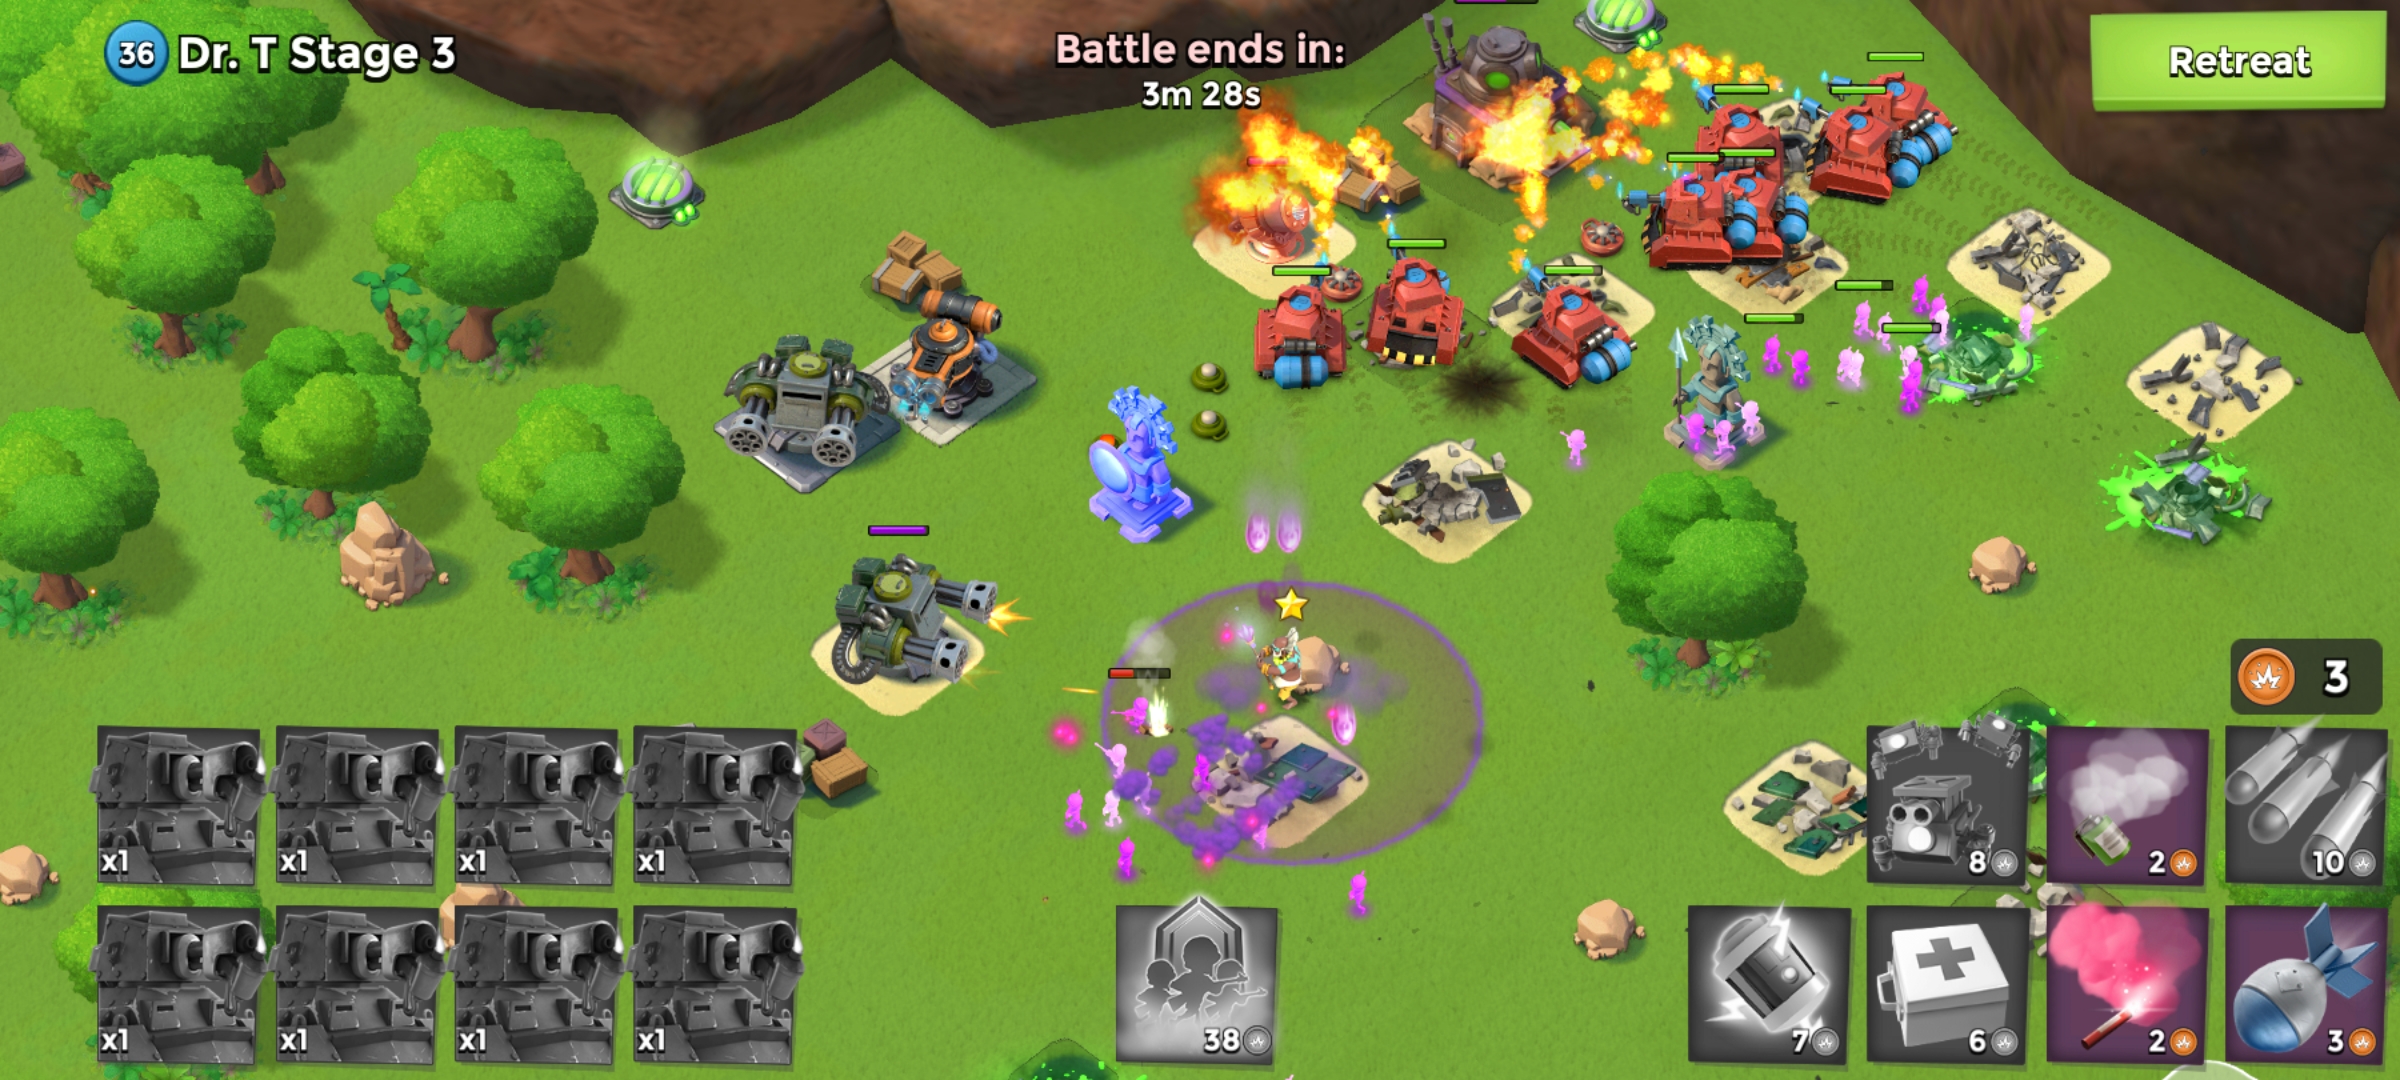 36 Dr. T Stage 3
Battle ends in:
3m 28s
Retreat
3
x1 x1 x1 x1
8 2 10
x1 x1 x1 x1
38
7 6 2 3